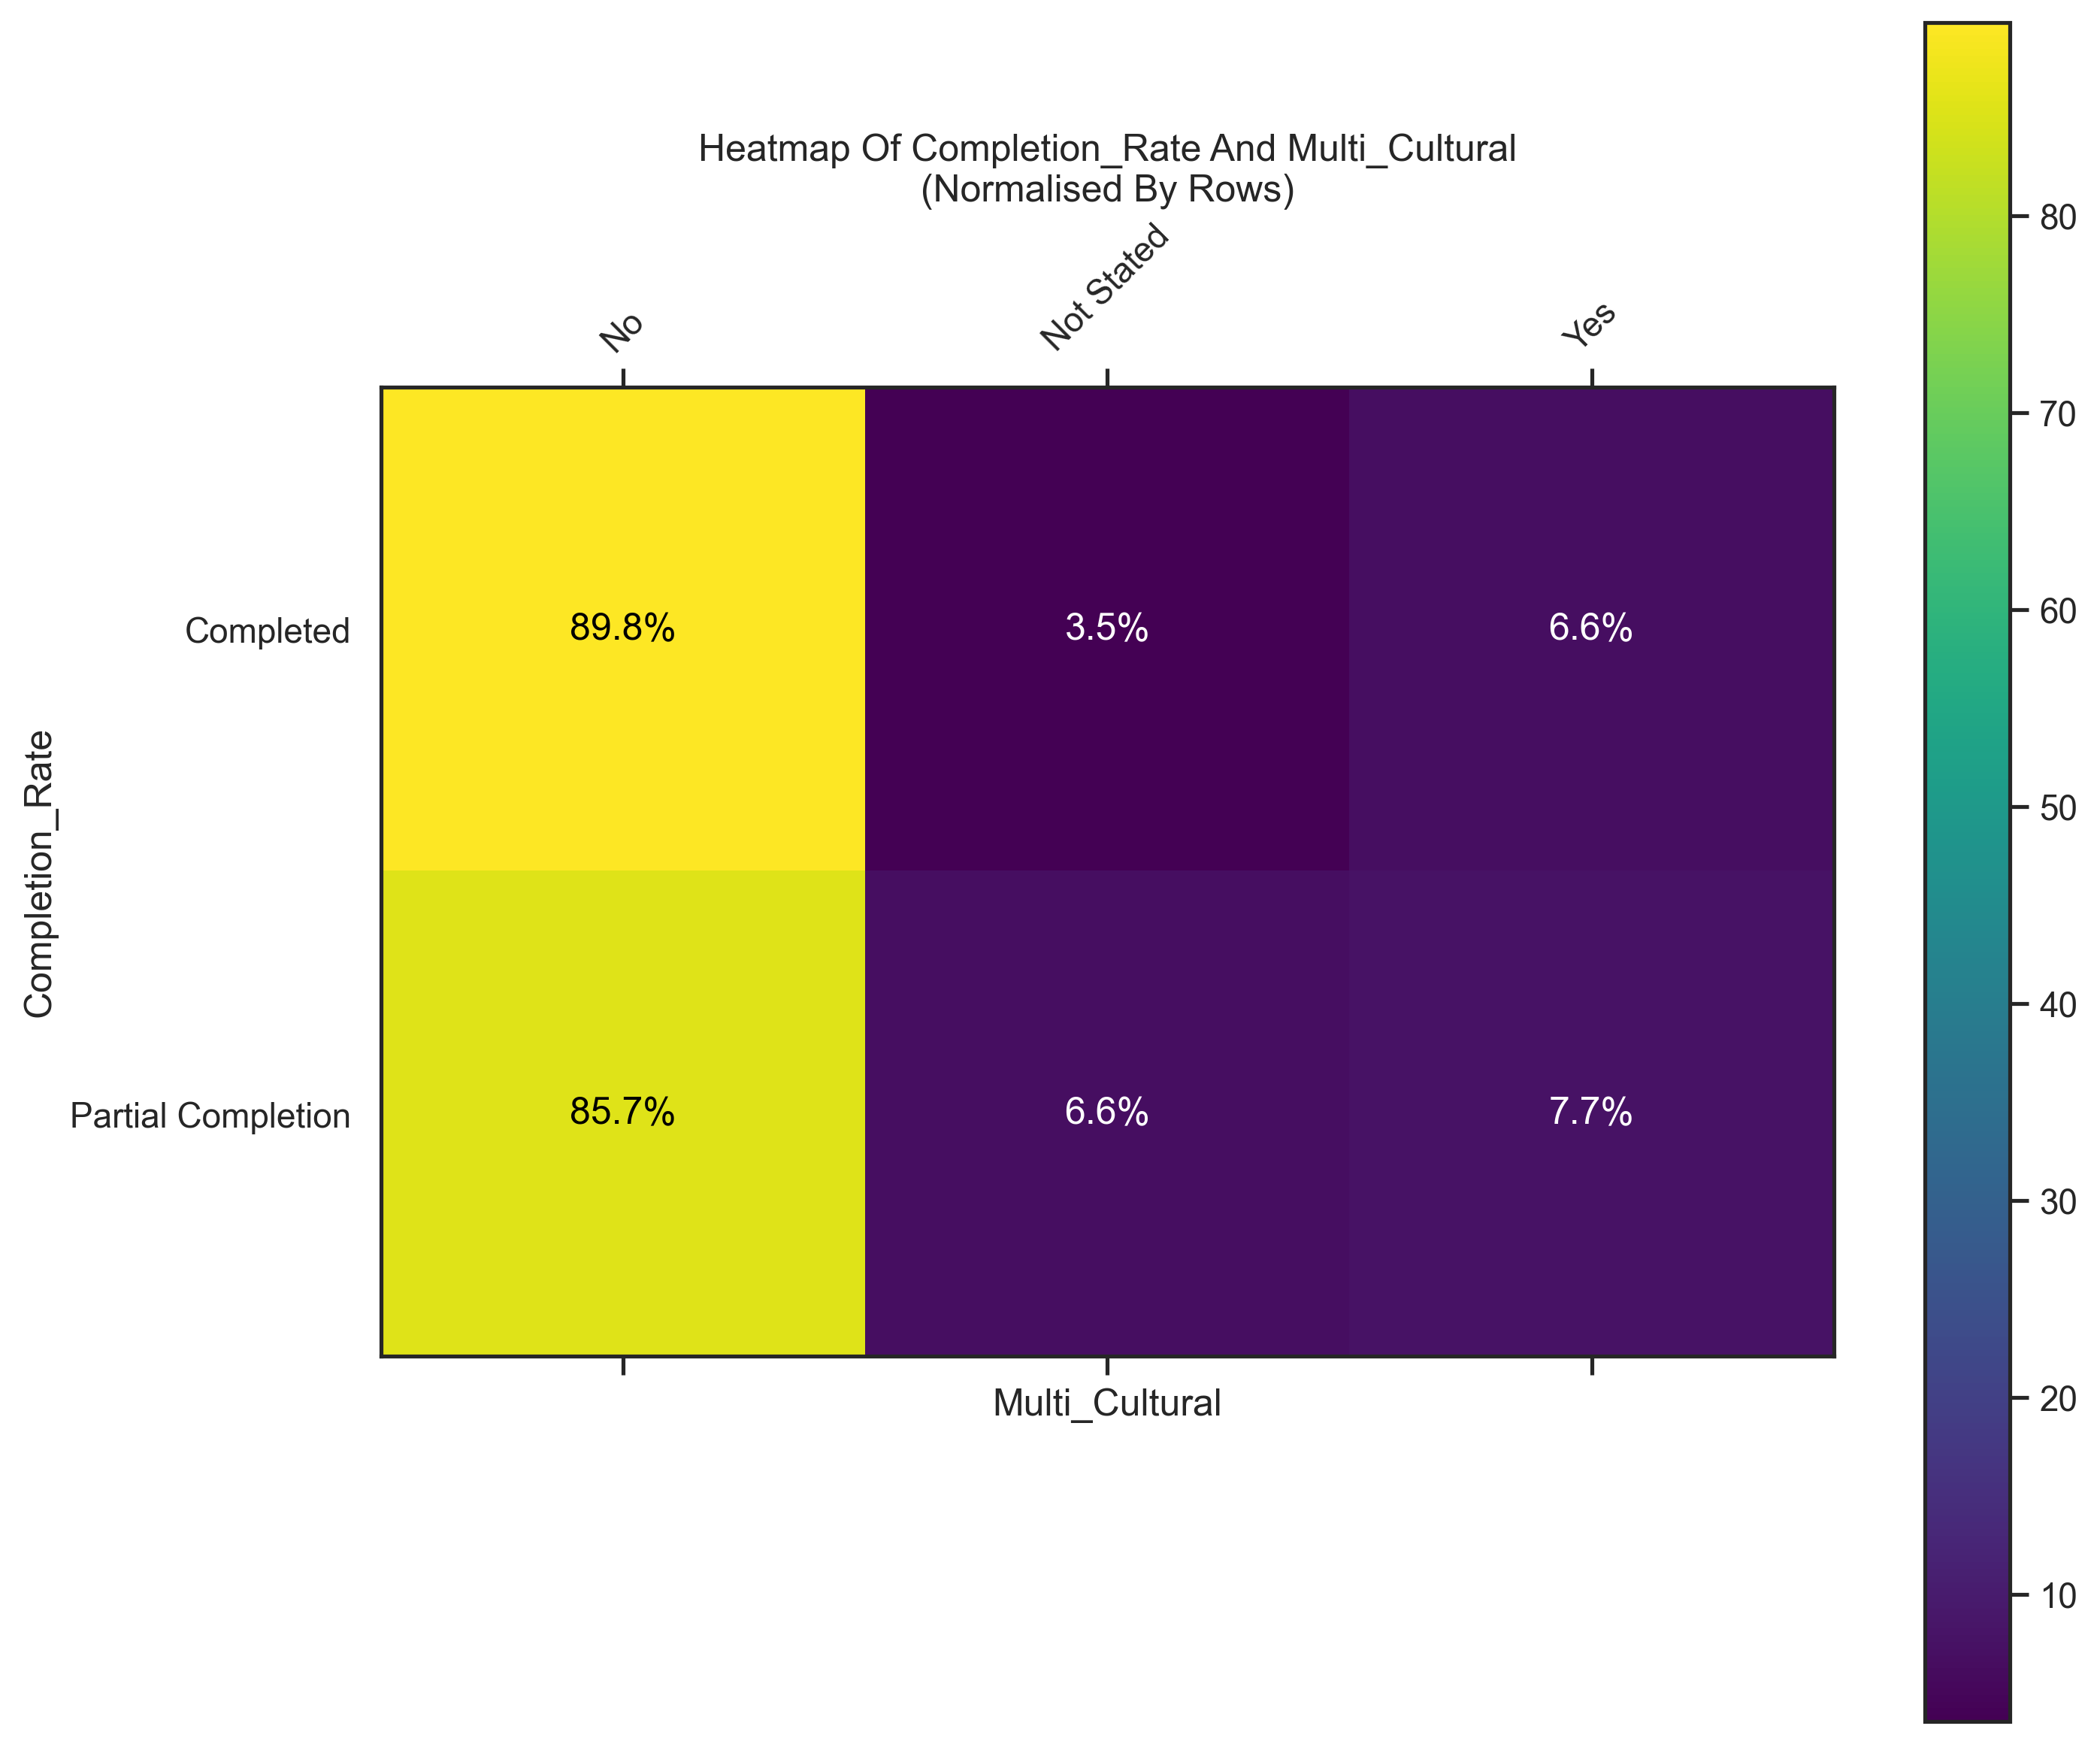 Heatmap Of Completion_Rate And Multi_Cultural
(Normalised By Rows)
No
Not Stated
Yes
Completion_Rate
Completed
89.8%
3.5%
6.6%
Partial Completion
85.7%
6.6%
7.7%
Multi_Cultural
80
70
60
50
40
30
20
10